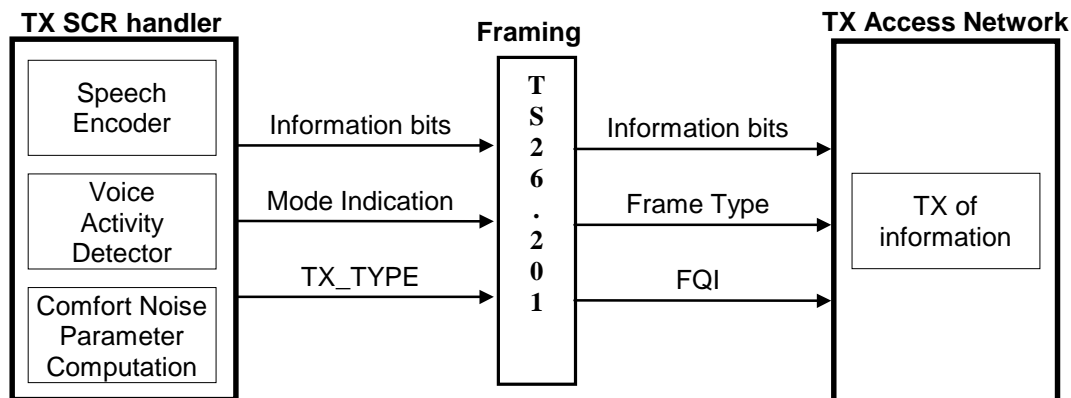 TX SCR handler
Framing
TX Access Network
Speech
Encoder
Voice
Activity
Detector
Comfort Noise
Parameter
Computation
Information bits
Mode Indication
TX_TYPE
T
S
2
6
.
2
0
1
Information bits
Frame Type
FQI
TX of
information